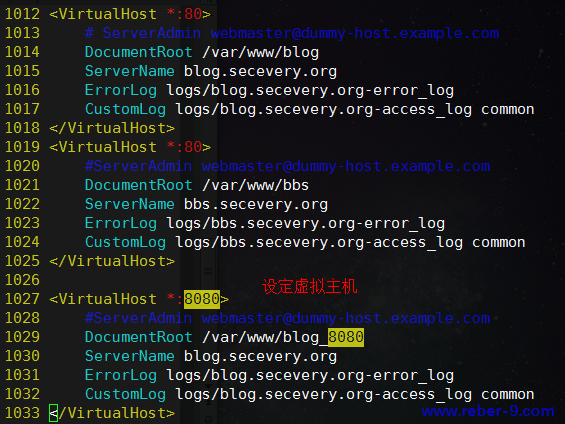 1012 <VirtualHost *:80>
1013     # ServerAdmin webmaster@dummy-host.example.com
1014     DocumentRoot /var/www/blog
1015     ServerName blog.secevery.org
1016     ErrorLog logs/blog.secevery.org-error_log
1017     CustomLog logs/blog.secevery.org-access_log common
1018 </VirtualHost>
1019 <VirtualHost *:80>
1020     #ServerAdmin webmaster@dummy-host.example.com
1021     DocumentRoot /var/www/bbs
1022     ServerName bbs.secevery.org
1023     ErrorLog logs/bbs.secevery.org-error_log
1024     CustomLog logs/bbs.secevery.org-access_log common
1025 </VirtualHost>
1026
设定虚拟主机
1027 <VirtualHost *:8080>
1028     #ServerAdmin webmaster@dummy-host.example.com
1029     DocumentRoot /var/www/blog_8080
1030     ServerName blog.secevery.org
1031     ErrorLog logs/blog.secevery.org-error_log
1032     CustomLog logs/blog.secevery.org-access_log common
1033 </VirtualHost>
www.reber-9.com